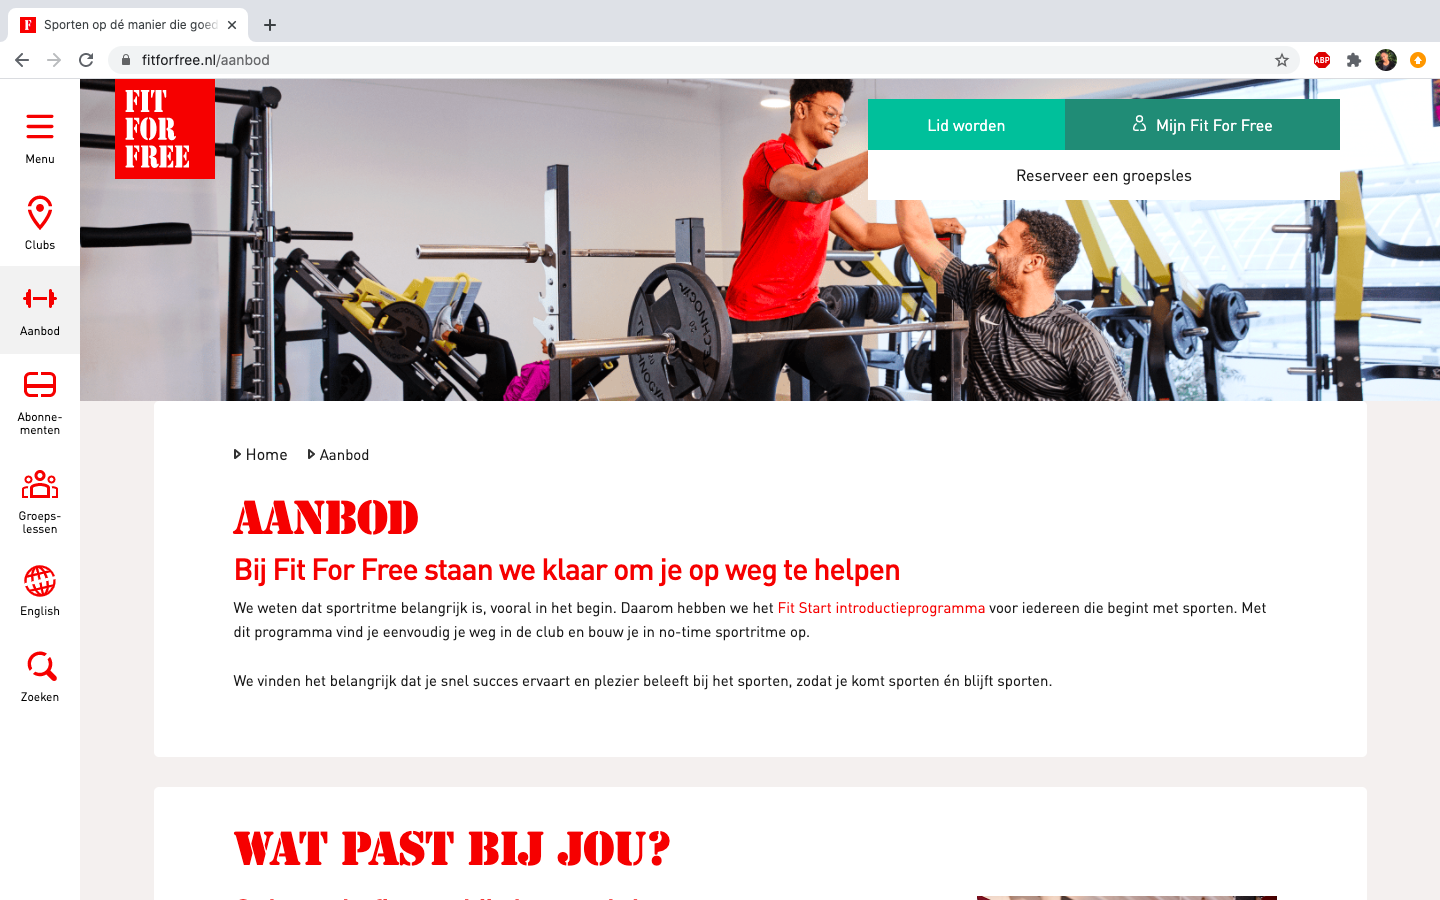 Sporten op dé manier die goed
fitforfree.nl/aanbod
ABP
FIT
FOR
FREE
Lid worden
Mijn Fit For Free
Reserveer een groepsles
Menu
Clubs
Aanbod
Abonne-
menten
Groeps-
lessen
English
Zoeken
Home
Aanbod
AANBOD
Bij Fit For Free staan we klaar om je op weg te helpen
We weten dat sportritme belangrijk is, vooral in het begin. Daarom hebben we het Fit Start introductieprogramma voor iedereen die begint met sporten. Met
dit programma vind je eenvoudig je weg in de club en bouw je in no-time sportritme op.
We vinden het belangrijk dat je snel succes ervaart en plezier beleeft bij het sporten, zodat je komt sporten én blijft sporten.
WAT PAST BIJ JOU?